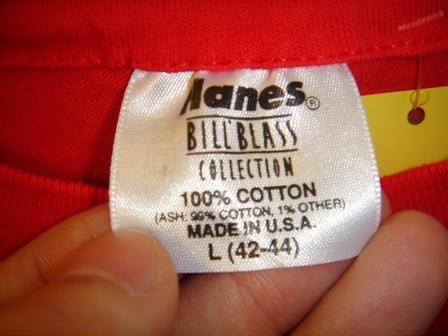 Hanes®
BILL BLASS
COLLECTION
100% COTTON
(ASH: 99% COTTON, 1% OTHER)
MADE IN U.S.A.
L (42-44)